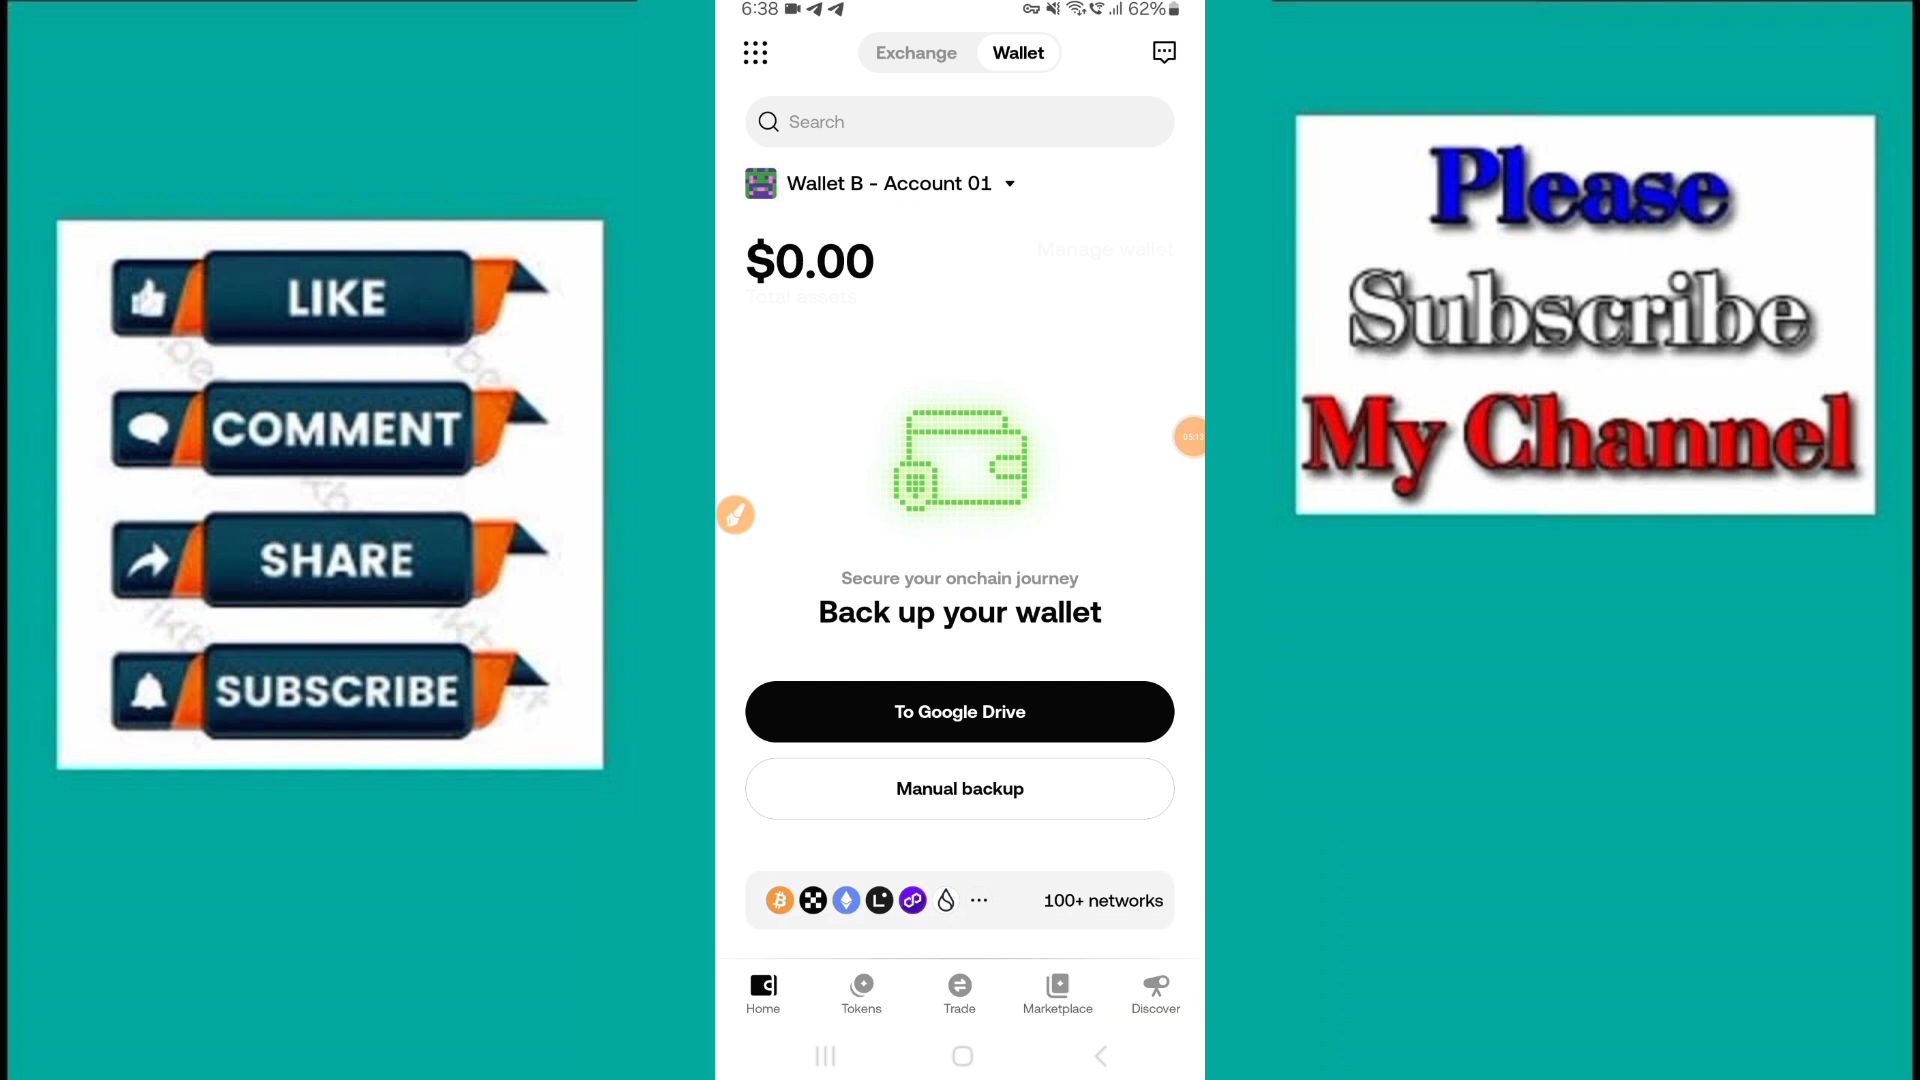 LIKE
COMMENT
SHARE
SUBSCRIBE
6:38
62%
Exchange
Wallet
Search
Wallet B - Account 01
$0.00
Manage wallet
Total assets
05:13
Secure your onchain journey
Back up your wallet
To Google Drive
Manual backup
100+ networks
Home
Tokens
Trade
Marketplace
Discover
Please
Subscribe
My Channel